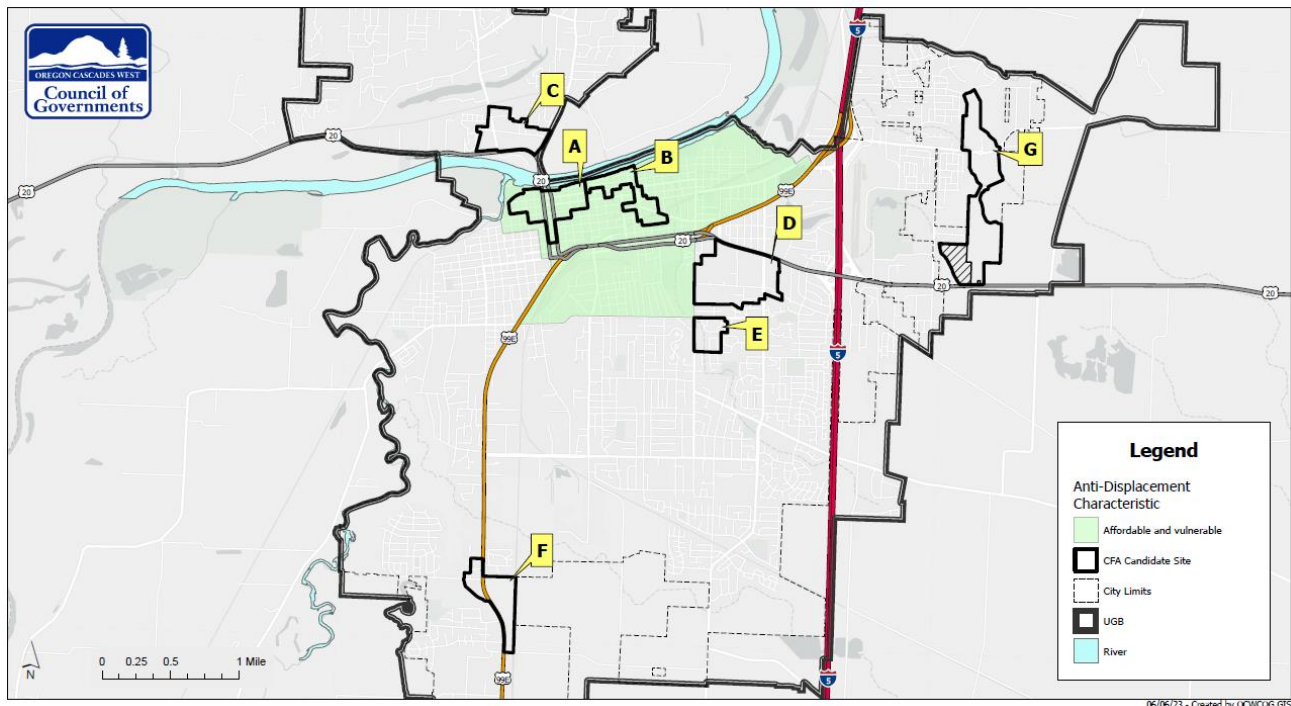 OREGON CASCADES WEST
Council of
Governments
5
20
C
A
B
20
99E
G
D
20
20
20
E
99E
5
F
99E
5
Legend
Anti-Displacement
Characteristic
Affordable and vulnerable
CFA Candidate Site
City Limits
UGB
River
N
0 0.25 0.5 1 Mile
06/06/23 - Created by OCWCOG GIS